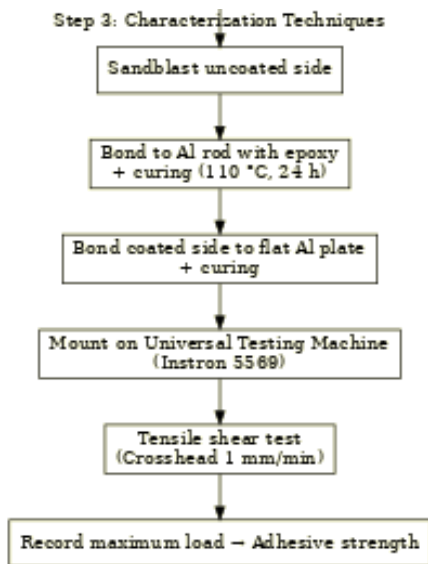 Step 3: Characterization Techniques
Sandblast uncoated side
Bond to Al rod with epoxy
+ curing (110 °C, 24 h)
Bond coated side to flat Al plate
+ curing
Mount on Universal Testing Machine
(Instron 5569)
Tensile shear test
(Crosshead 1 mm/min)
Record maximum load → Adhesive strength